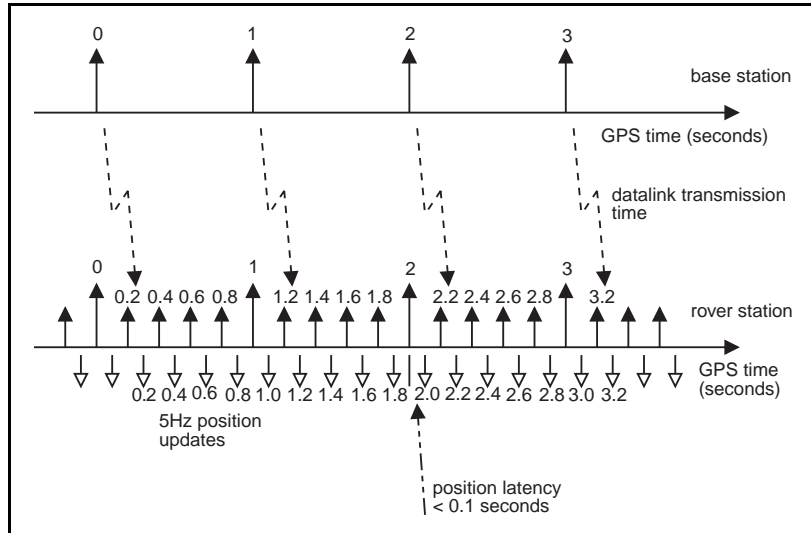 0 1 2 3
base station
GPS time (seconds)
datalink transmission
time
0 1 2 3
0.2 0.4 0.6 0.8 1.2 1.4 1.6 1.8 2.2 2.4 2.6 2.8 3.2
rover station
GPS time
(seconds)
0.2 0.4 0.6 0.8 1.0 1.2 1.4 1.6 1.8 2.0 2.2 2.4 2.6 2.8 3.0 3.2
5Hz position
updates
position latency
< 0.1 seconds